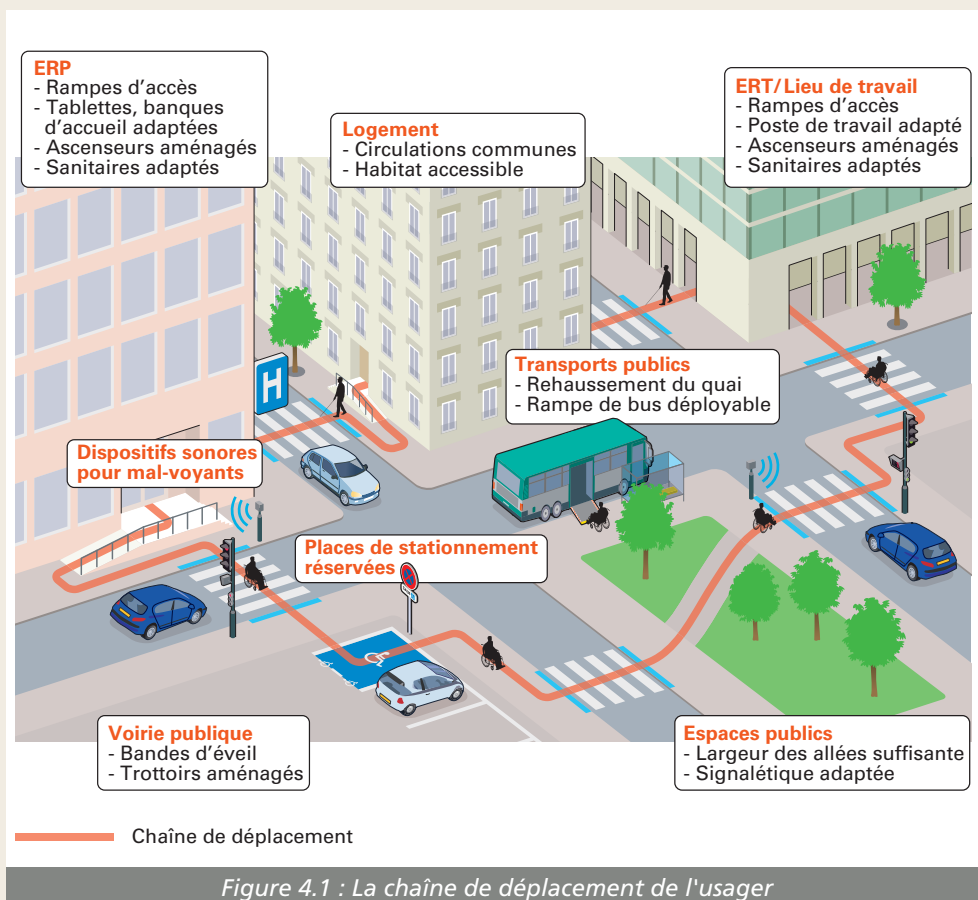 ERP
- Rampes d'accès
- Tablettes, banques
d'accueil adaptées
- Ascenseurs aménagés
- Sanitaires adaptés
Logement
- Circulations communes
- Habitat accessible
ERT/Lieu de travail
- Rampes d'accès
- Poste de travail adapté
- Ascenseurs aménagés
- Sanitaires adaptés
Transports publics
- Rehaussement du quai
- Rampe de bus déployable
H
Dispositifs sonores
pour mal-voyants
Places de stationnement
réservées
Voirie publique
- Bandes d'éveil
- Trottoirs aménagés
Espaces publics
- Largeur des allées suffisante
- Signalétique adaptée
Chaîne de déplacement
Figure 4.1 : La chaîne de déplacement de l'usager